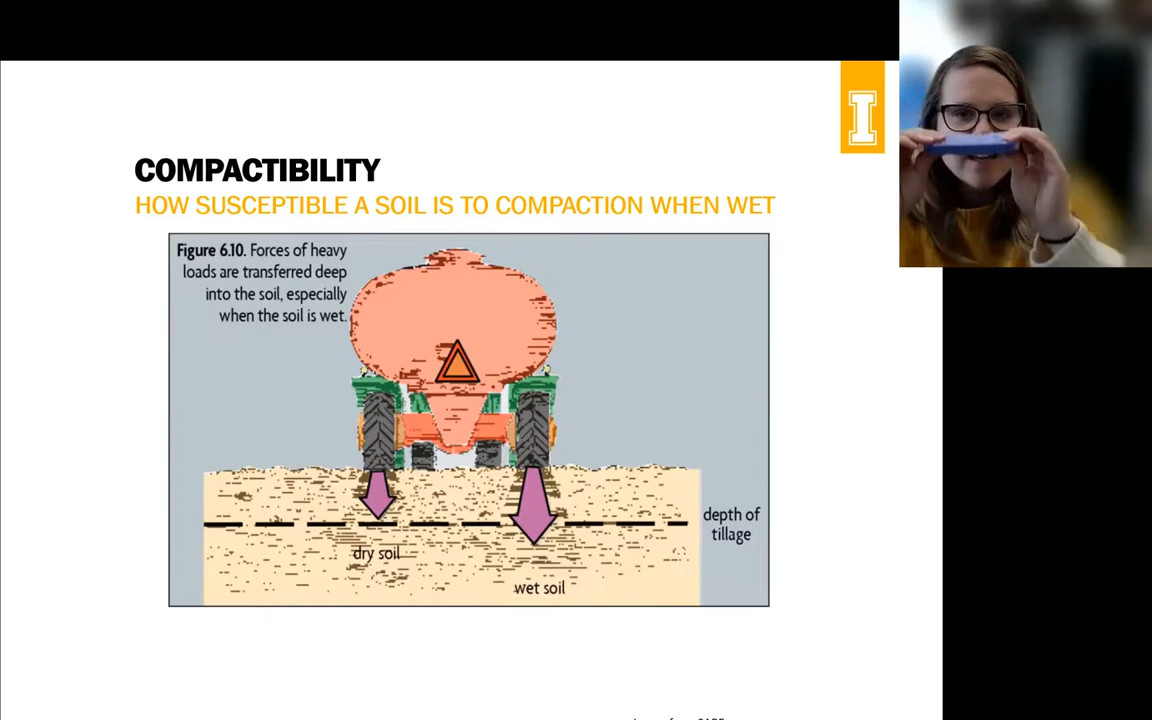 I
COMPACTIBILITY
HOW SUSCEPTIBLE A SOIL IS TO COMPACTION WHEN WET
Figure 6.10. Forces of heavy
loads are transferred deep
into the soil, especially
when the soil is wet.
depth of
tillage
dry soil
wet soil